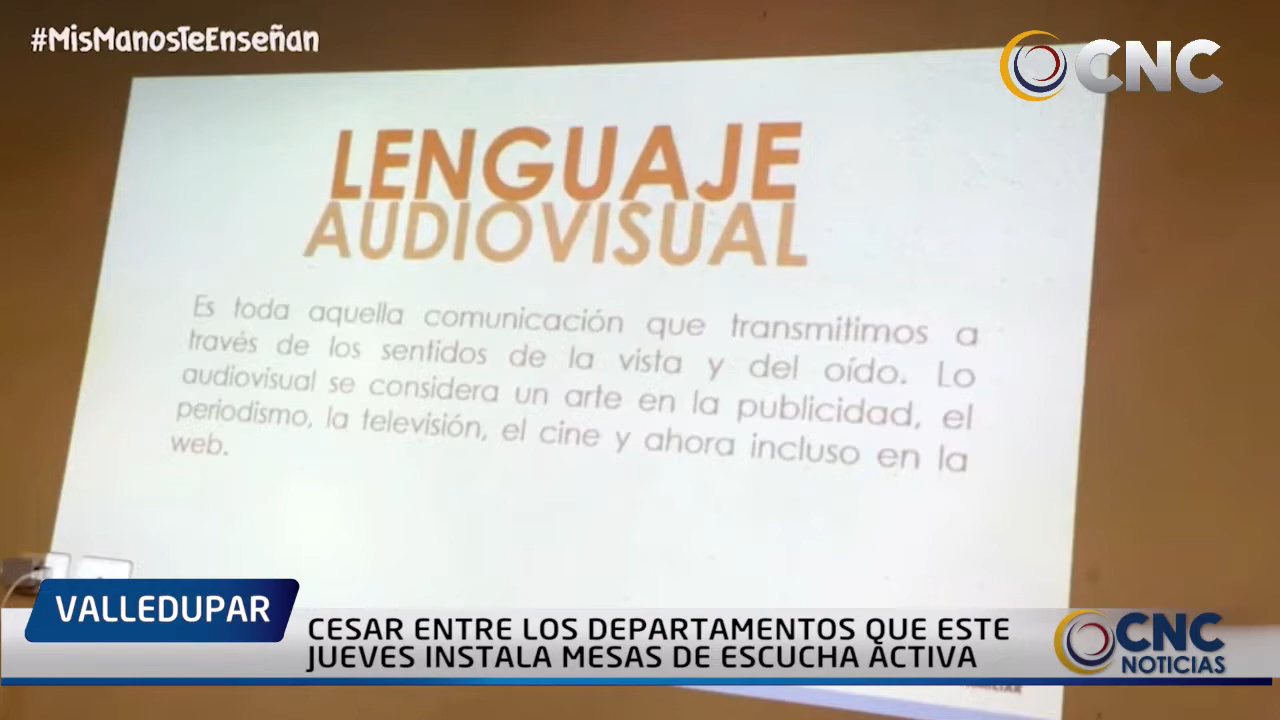 #MisManosTeEnseñan
CNC
LENGUAJE
AUDIOVISUAL
Es toda aquella comunicación que transmitimos a
través de los sentidos de la vista y del oído. Lo
audiovisual se considera un arte en la publicidad, el
periodismo, la televisión, el cine y ahora incluso en la
web.
VALLEDUPAR
CESAR ENTRE LOS DEPARTAMENTOS QUE ESTE
JUEVES INSTALA MESAS DE ESCUCHA ACTIVA
CNC
NOTICIAS